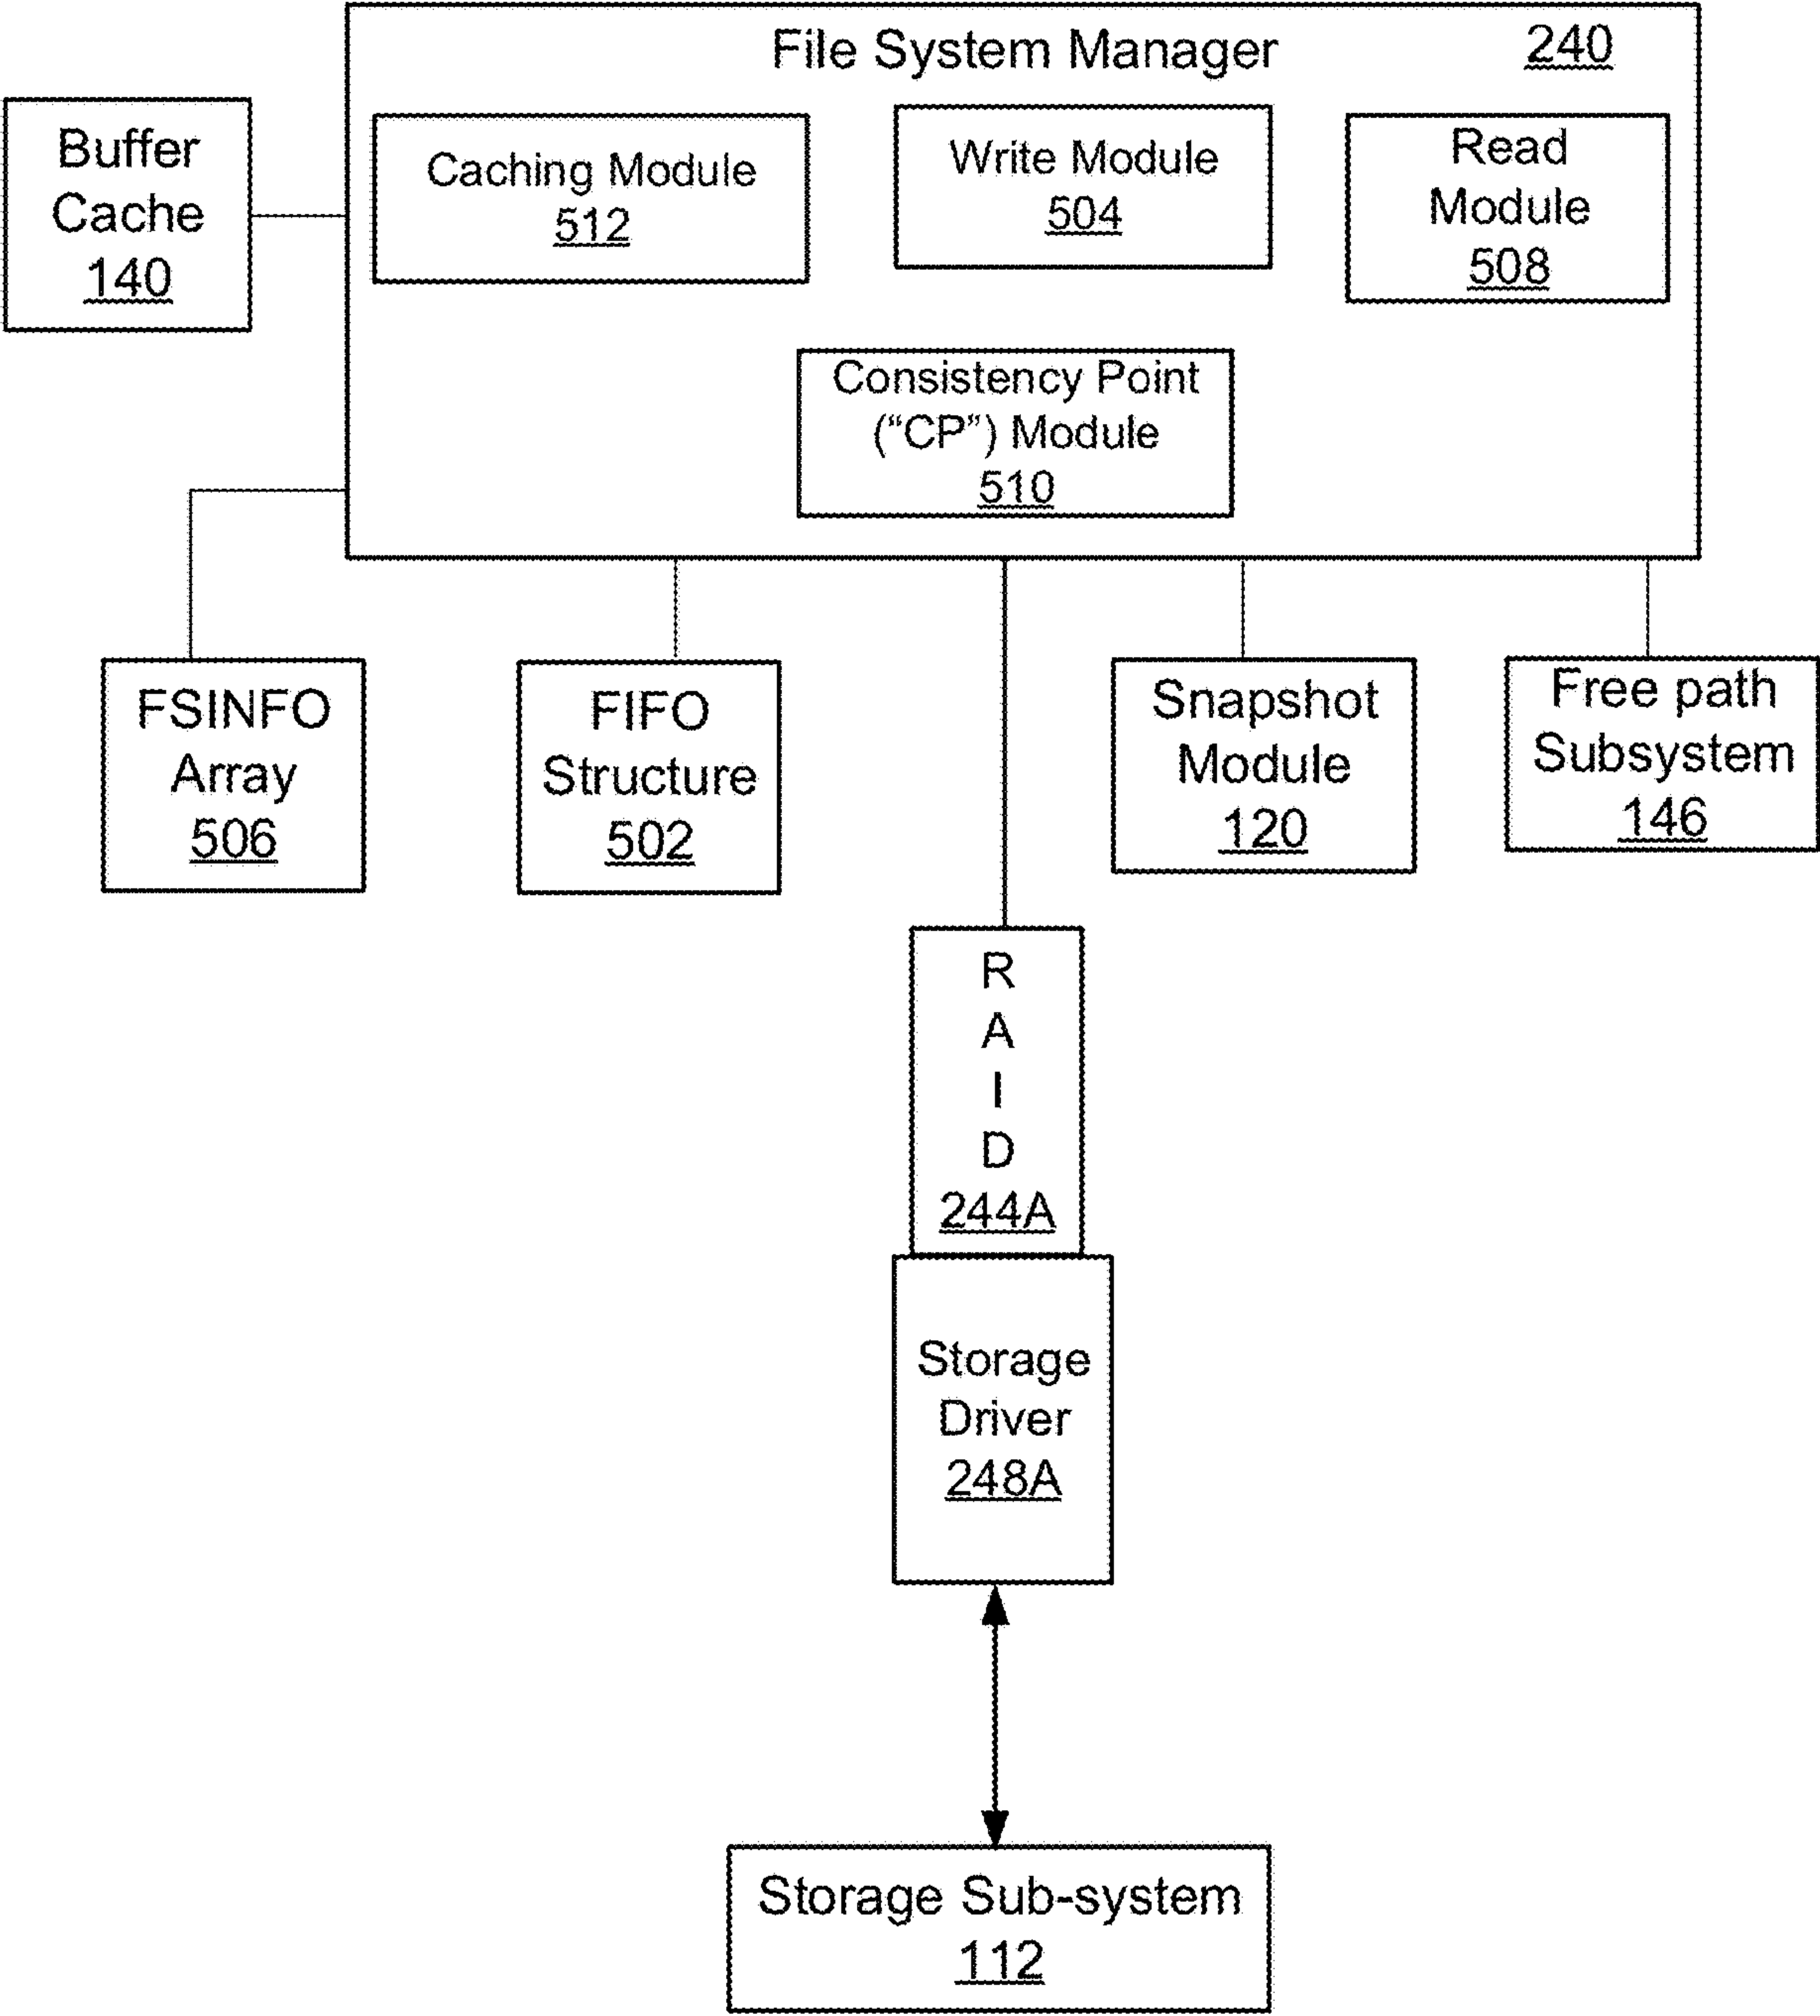 File System Manager 240
Buffer
Cache
140
Caching Module
512
Write Module
504
Read
Module
508
Consistency Point
(“CP”) Module
510
FSINFO
Array
506
FIFO
Structure
502
Snapshot
Module
120
Free path
Subsystem
146
R
A
I
D
244A
Storage
Driver
248A
Storage Sub-system
112